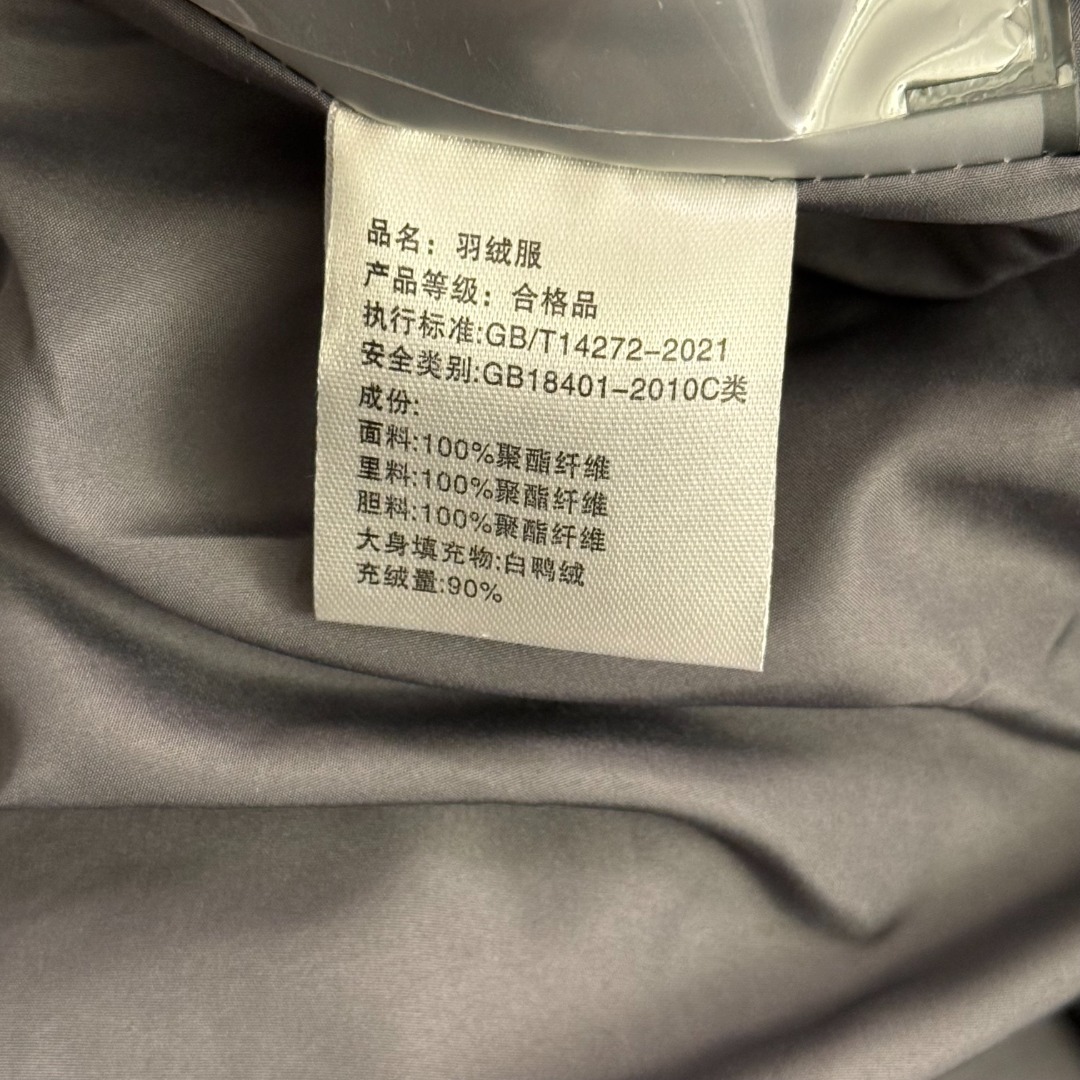 品名：羽绒服
产品等级：合格品
执行标准:GB/T14272-2021
安全类别:GB18401-2010C类
成份:
面料:100%聚酯纤维
里料:100%聚酯纤维
胆料:100%聚酯纤维
大身填充物:白鸭绒
充绒量:90%